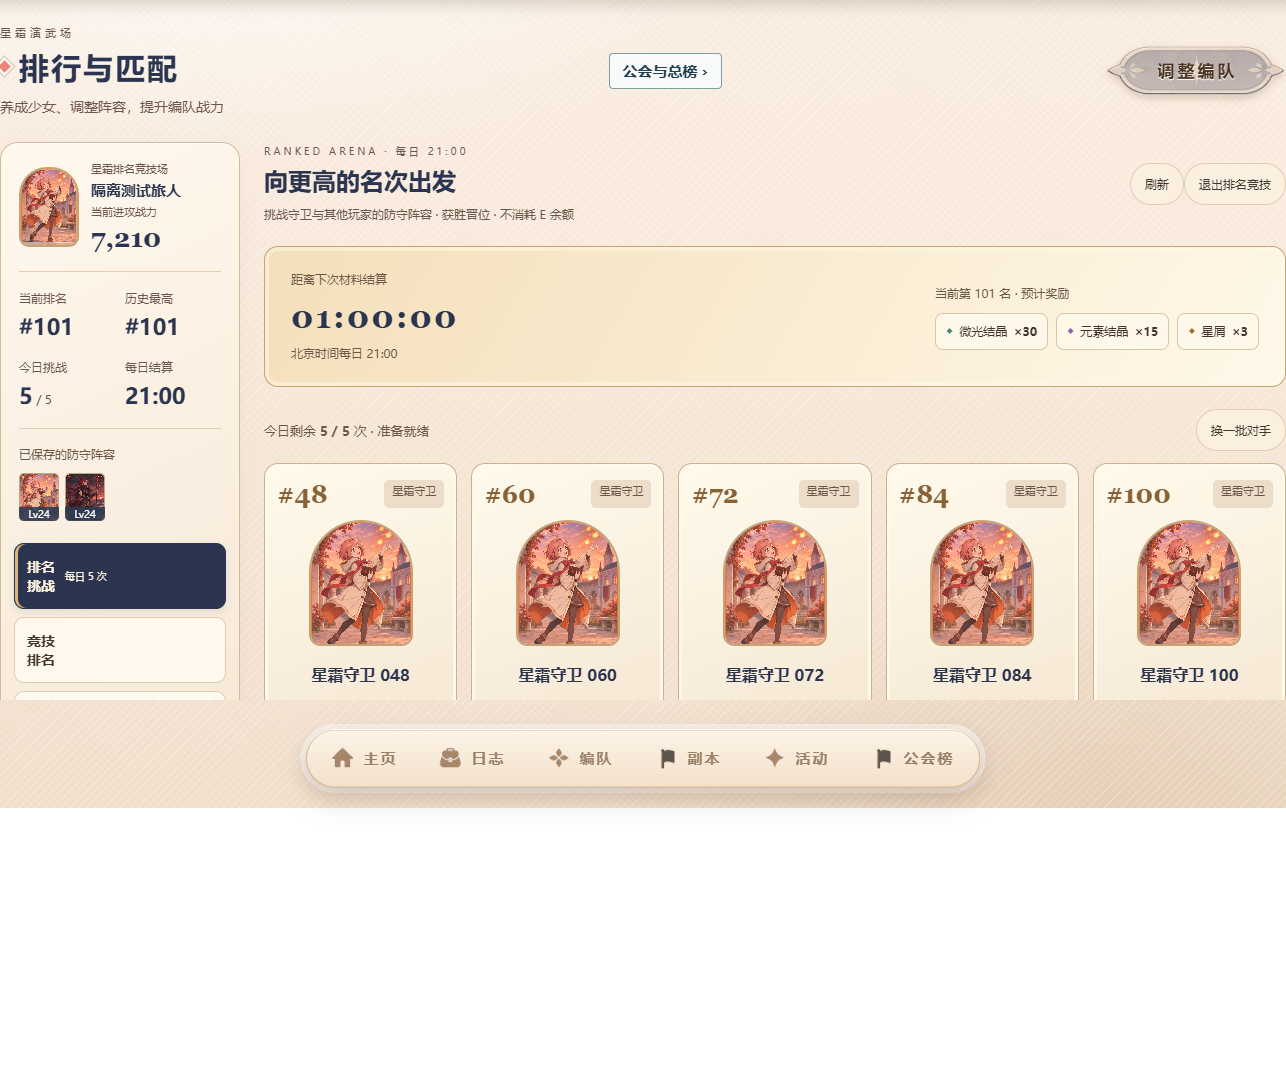 星霜演武场
排行与匹配
养成少女、调整阵容，提升编队战力
公会与总榜 ›
调整编队
星霜排名竞技场
隔离测试旅人
当前进攻战力
7,210
当前排名
历史最高
#101
#101
今日挑战
每日结算
5 / 5
21:00
已保存的防守阵容
Lv24
Lv24
排名
挑战
每日 5 次
竞技
排名
RANKED ARENA · 每日 21:00
向更高的名次出发
挑战守卫与其他玩家的防守阵容 · 获胜晋位 · 不消耗 E 余额
刷新
退出排名竞技
距离下次材料结算
01:00:00
北京时间每日 21:00
当前第 101 名 · 预计奖励
微光结晶 ×30
元素结晶 ×15
星屑 ×3
今日剩余 5 / 5 次 · 准备就绪
换一批对手
#48
星霜守卫
星霜守卫 048
#60
星霜守卫
星霜守卫 060
#72
星霜守卫
星霜守卫 072
#84
星霜守卫
星霜守卫 084
#100
星霜守卫
星霜守卫 100
主页
日志
编队
副本
活动
公会榜